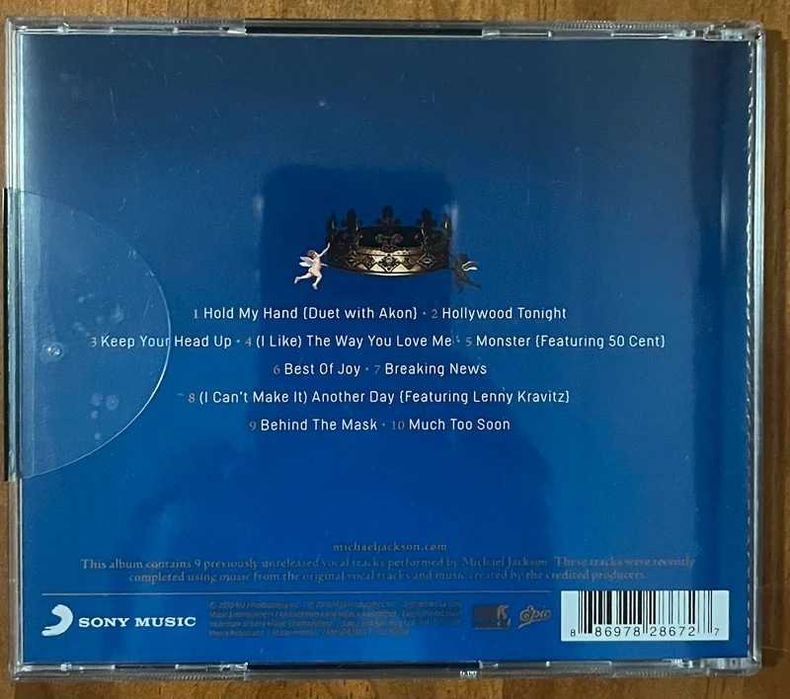 1 Hold My Hand (Duet with Akon) · 2 Hollywood Tonight
3 Keep Your Head Up · 4 (I Like) The Way You Love Me · 5 Monster (Featuring 50 Cent)
6 Best Of Joy · 7 Breaking News
8 (I Can't Make It) Another Day (Featuring Lenny Kravitz)
9 Behind The Mask · 10 Much Too Soon
michaeljackson.com
This album contains 9 previously unreleased vocal tracks performed by Michael Jackson. These tracks were recently
completed using music from the original vocal tracks and music created by the credited producers.
SONY MUSIC
Epic
8 86978 28672 7